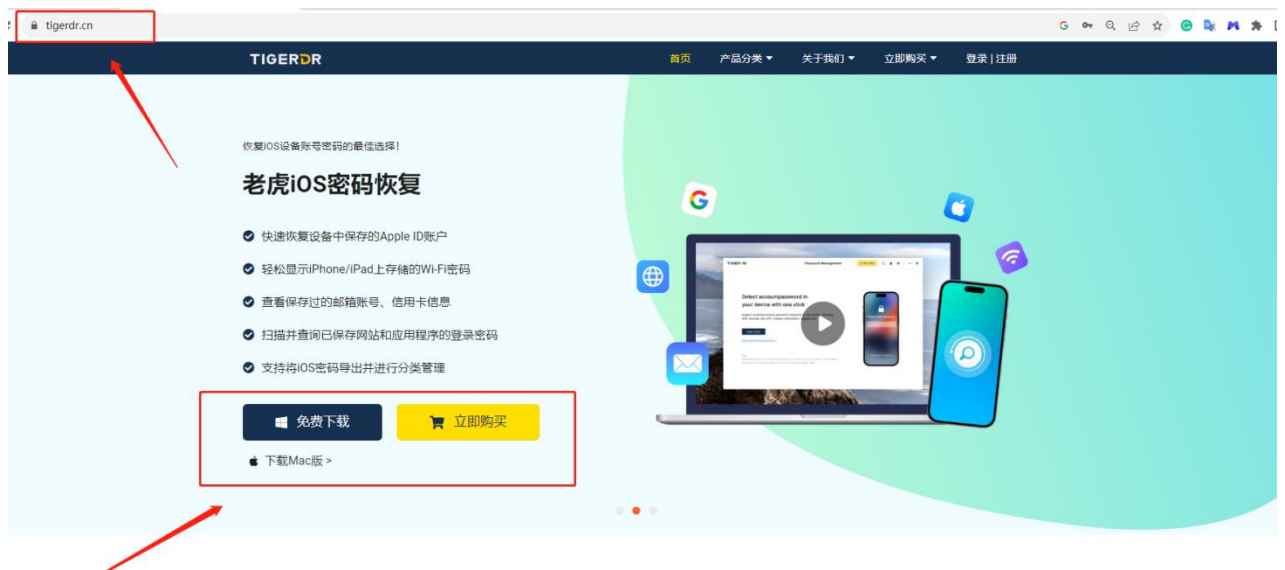 tigerdr.cn
TIGERDR
首页 产品分类 关于我们 立即购买 登录 | 注册
恢复iOS设备账号密码的最佳选择！
老虎iOS密码恢复
快速恢复设备中保存的Apple ID账户
轻松显示iPhone/iPad上存储的Wi-Fi密码
查看保存过的邮箱账号、信用卡信息
扫描并查询已保存网站和应用程序的登录密码
支持将iOS密码导出并进行分类管理
免费下载 立即购买
下载Mac版 >
Password Management
Detect accountpassword in
your device with one click